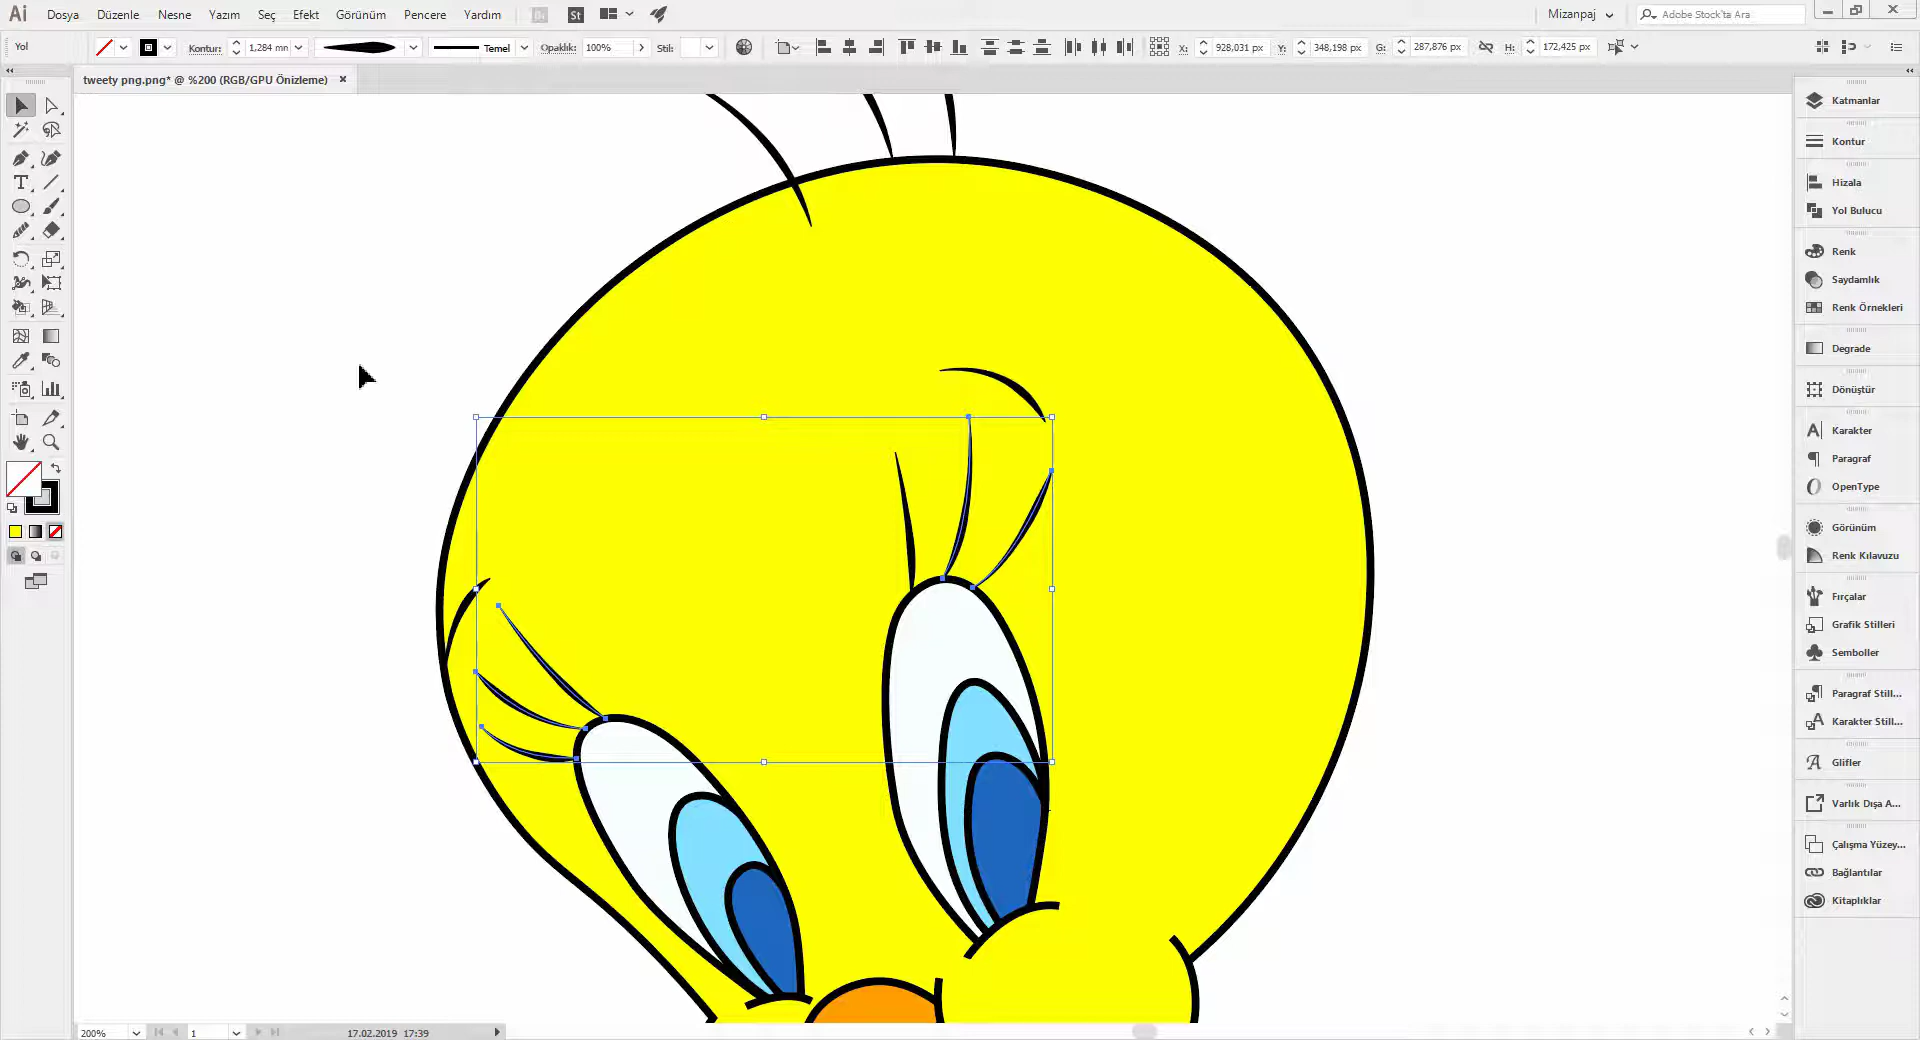 Ai Dosya Düzenle Nesne Yazım Seç Efekt Görünüm Pencere Yardım Br St Mizanpaj Adobe Stock'ta Ara
Yol Kontur: 1,284 mn Temel Opaklık: 100% Stil: X: 928,031 px Y: 348,198 px G: 287,876 px H: 172,425 px
tweety png.png* @ %200 (RGB/GPU Önizleme)
Katmanlar
Kontur
Hizala
Yol Bulucu
Renk
Saydamlık
Renk Örnekleri
Degrade
Dönüştür
Karakter
Paragraf
OpenType
Görünüm
Renk Kılavuzu
Fırçalar
Grafik Stilleri
Semboller
Paragraf Still...
Karakter Still...
Glifler
Varlık Dışa A...
Çalışma Yüzey...
Bağlantılar
Kitaplıklar
200% 1 17.02.2019 17:39